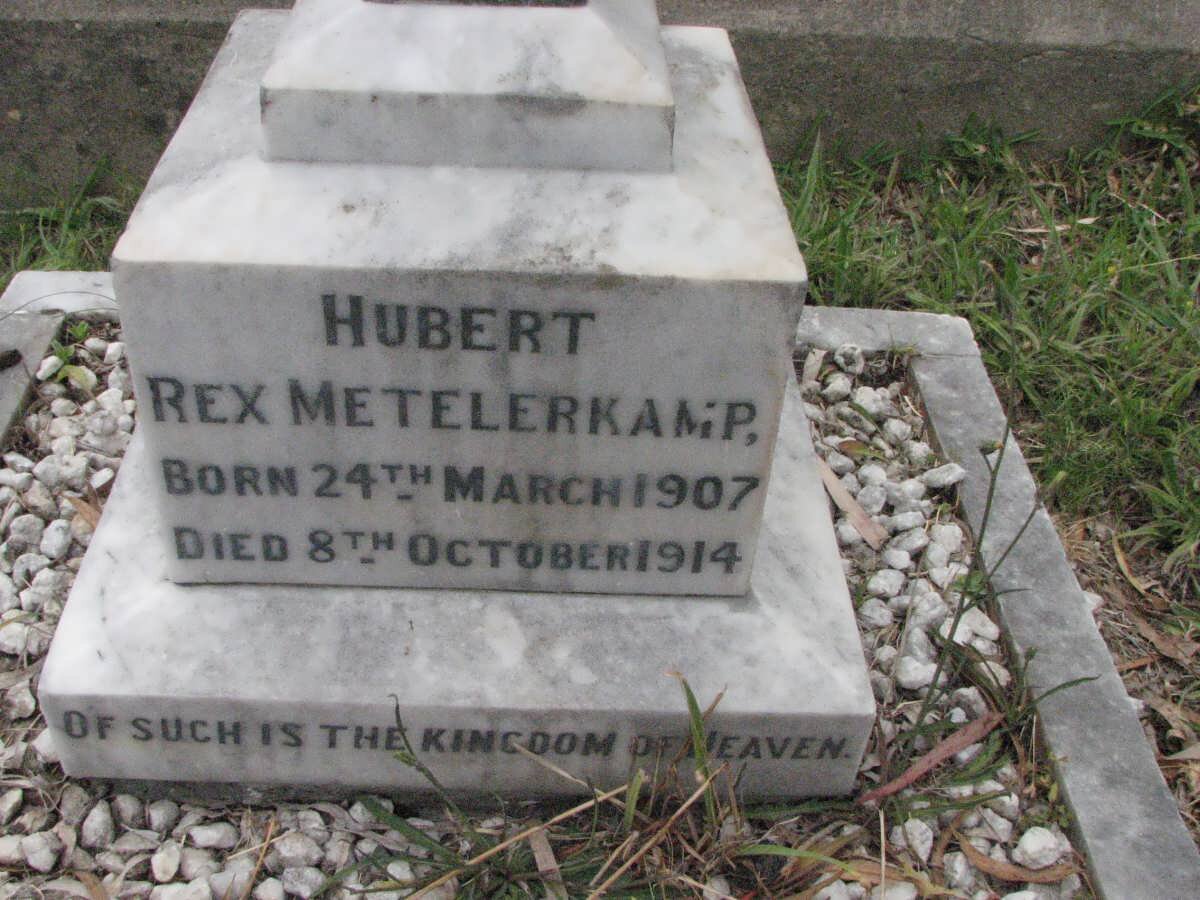 HUBERT
REX METELERKAMP,
BORN 24TH MARCH 1907
DIED 8TH OCTOBER 1914
OF SUCH IS THE KINGDOM OF HEAVEN.